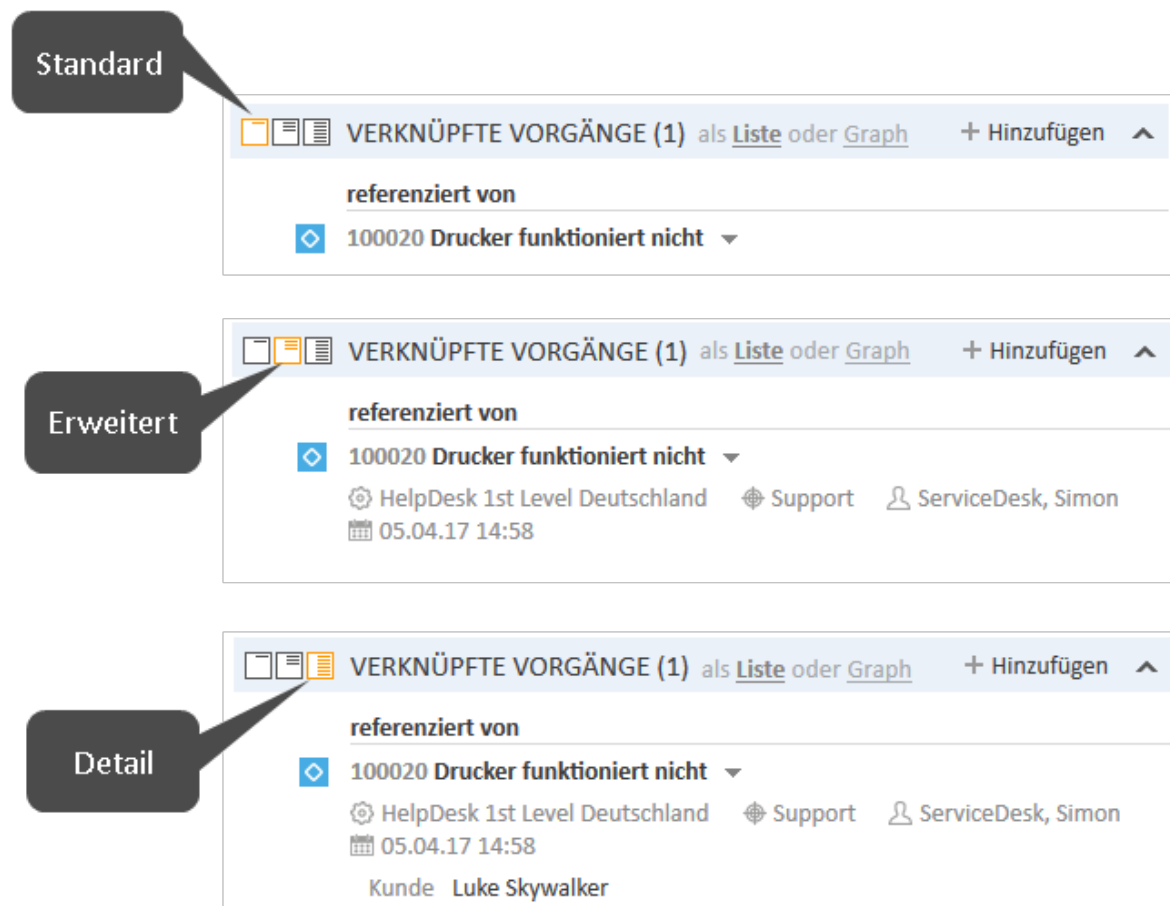 Standard
VERKNÜPFTE VORGÄNGE (1) als Liste oder Graph + Hinzufügen
referenziert von
100020 Drucker funktioniert nicht
Erweitert
VERKNÜPFTE VORGÄNGE (1) als Liste oder Graph + Hinzufügen
referenziert von
100020 Drucker funktioniert nicht
HelpDesk 1st Level Deutschland Support ServiceDesk, Simon
05.04.17 14:58
Detail
VERKNÜPFTE VORGÄNGE (1) als Liste oder Graph + Hinzufügen
referenziert von
100020 Drucker funktioniert nicht
HelpDesk 1st Level Deutschland Support ServiceDesk, Simon
05.04.17 14:58
Kunde Luke Skywalker